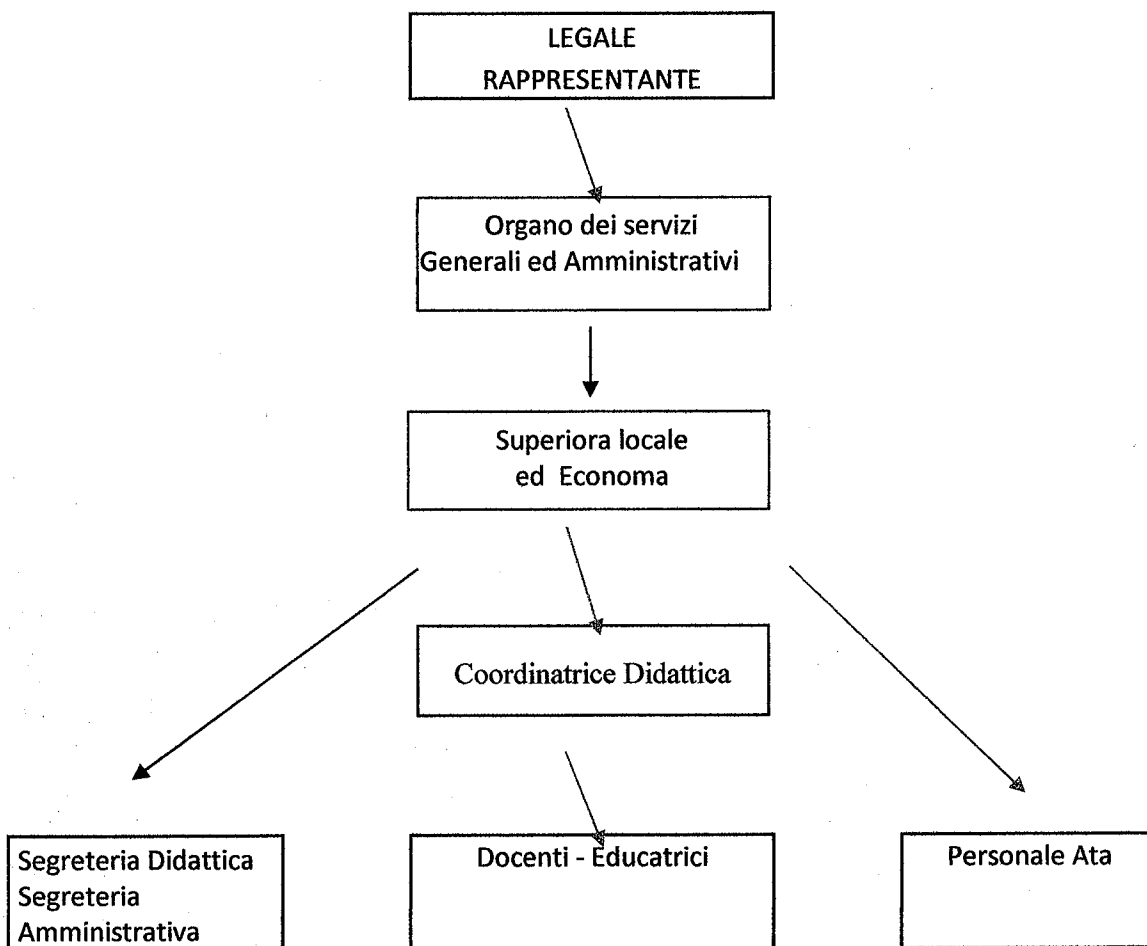 LEGALE
RAPPRESENTANTE
Organo dei servizi
Generali ed Amministrativi
Superiora locale
ed Economa
Coordinatrice Didattica
Segreteria Didattica
Segreteria
Amministrativa
Docenti - Educatrici
Personale Ata